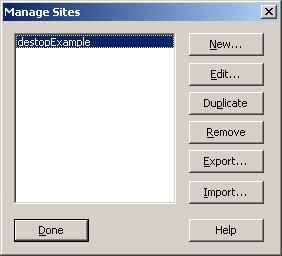 Manage Sites
destopExample
New...
Edit...
Duplicate
Remove
Export...
Import...
Done
Help